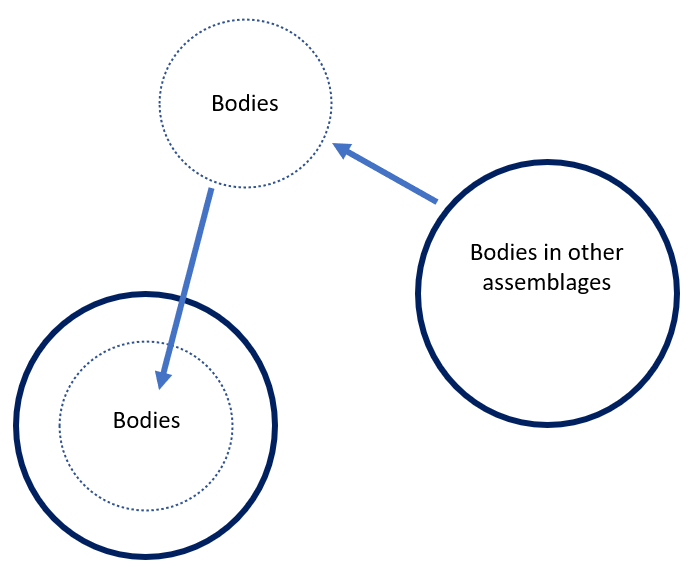 Bodies
Bodies in other
assemblages
Bodies